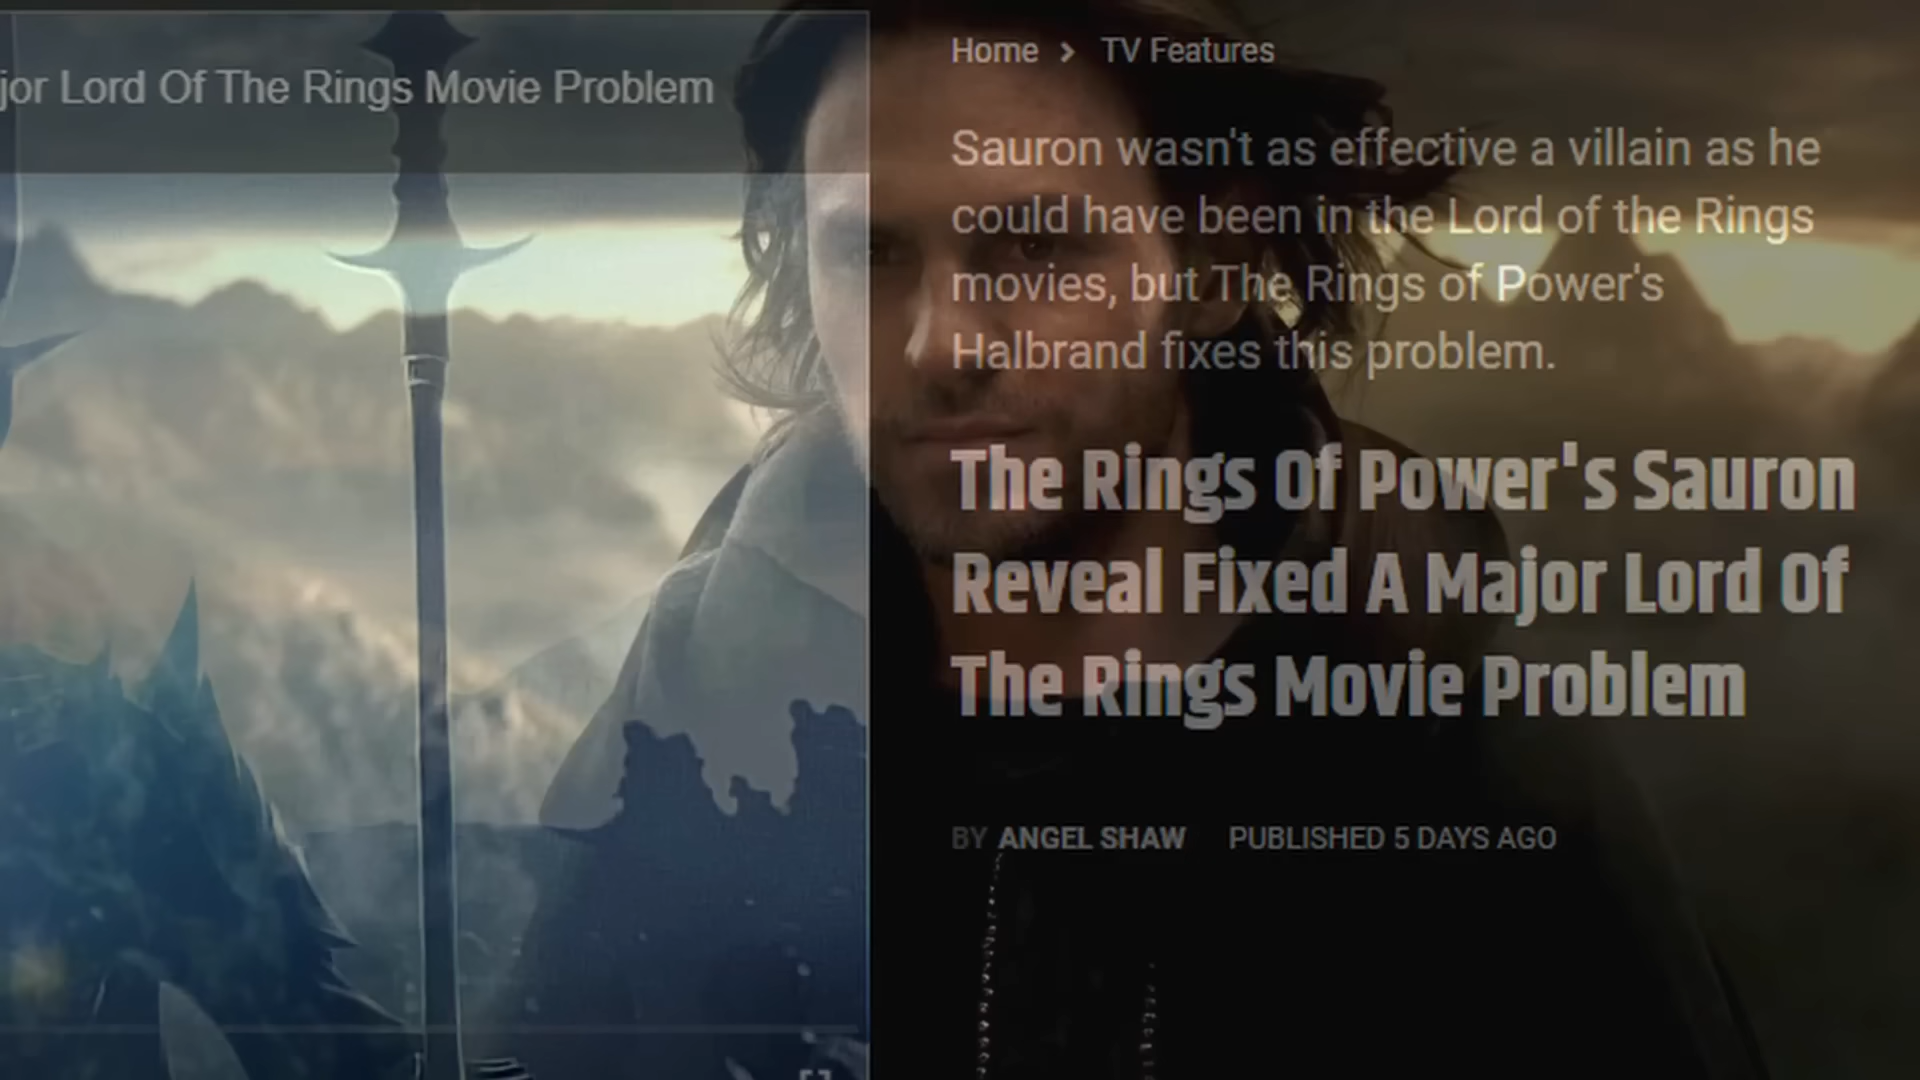 jor Lord Of The Rings Movie Problem
Home > TV Features
Sauron wasn't as effective a villain as he
could have been in the Lord of the Rings
movies, but The Rings of Power's
Halbrand fixes this problem.
The Rings Of Power's Sauron
Reveal Fixed A Major Lord Of
The Rings Movie Problem
BY ANGEL SHAW PUBLISHED 5 DAYS AGO